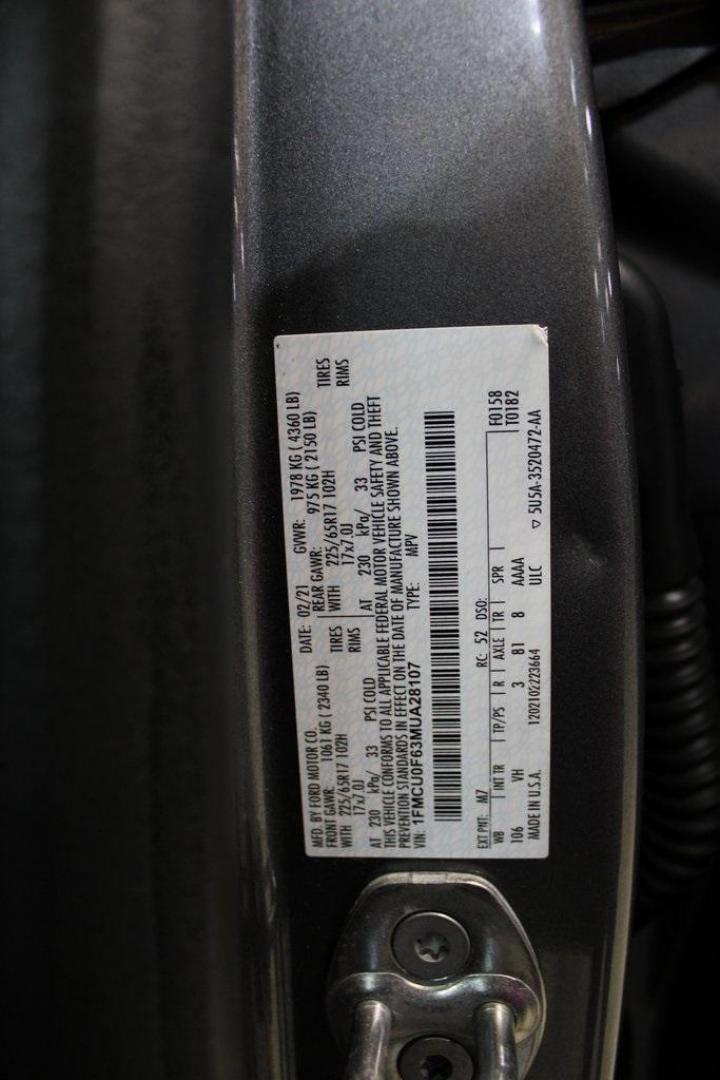 MFD. BY FORD MOTOR CO.
DATE: 02/21 GVWR: 1978 KG ( 4360 LB)
FRONT GAWR: 1061 KG ( 2340 LB) REAR GAWR: 975 KG ( 2150 LB)
WITH 225/65R17 102H TIRES WITH 225/65R17 102H TIRES
17x7.0J RIMS 17x7.0J RIMS
AT 230 kPa/ 33 PSI COLD AT 230 kPa/ 33 PSI COLD
THIS VEHICLE CONFORMS TO ALL APPLICABLE FEDERAL MOTOR VEHICLE SAFETY AND THEFT
PREVENTION STANDARDS IN EFFECT ON THE DATE OF MANUFACTURE SHOWN ABOVE.
VIN: 1FMCU0F63MUA28107 TYPE: MPV
EXT PNT: M7 RC: 52 DSO: F0158
WB INT TR TP/PS R AXLE TR SPR T0182
106 VH 3 81 8 AAAA
MADE IN U.S.A. 1202102223664 ULC ▽ 5U5A-3520472-AA